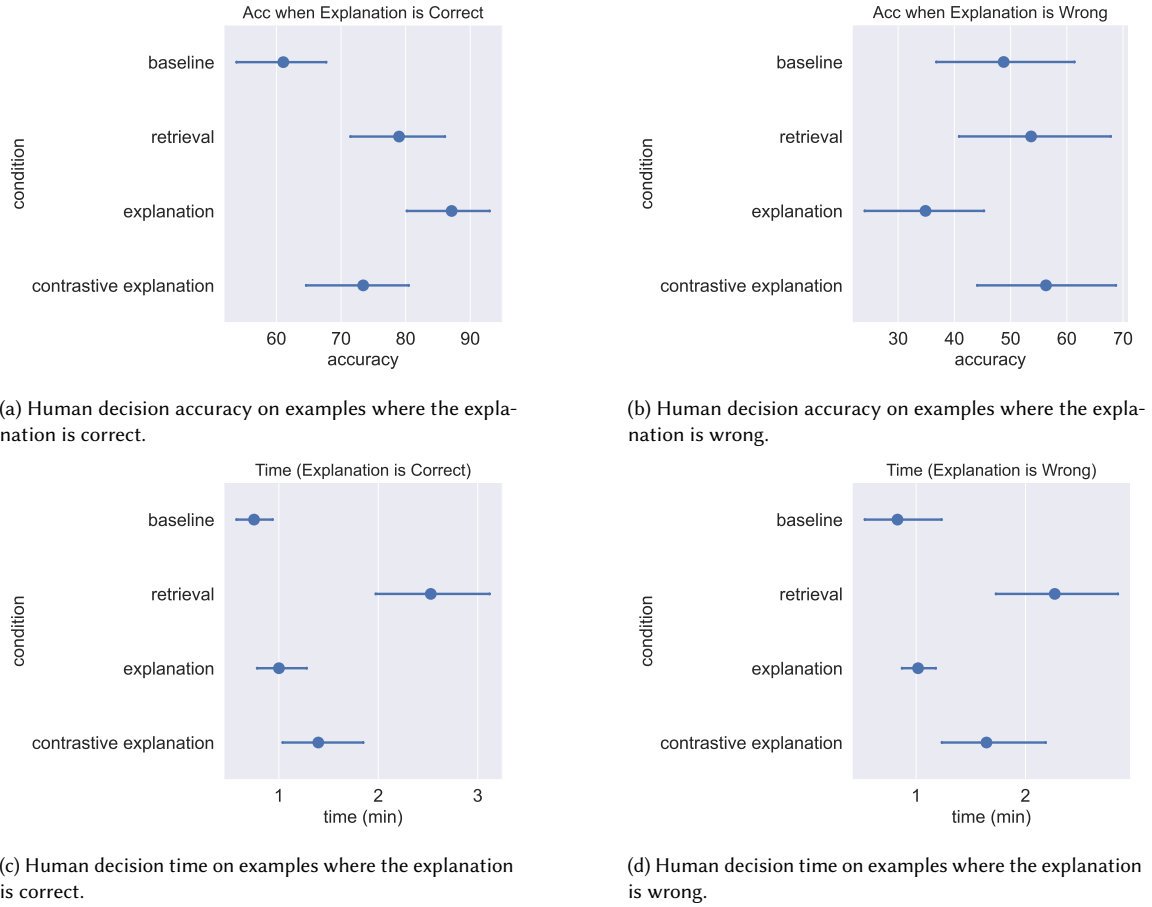 Acc when Explanation is Correct
condition
baseline
retrieval
explanation
contrastive explanation
60 70 80 90
accuracy
(a) Human decision accuracy on examples where the expla-
nation is correct.
Acc when Explanation is Wrong
condition
baseline
retrieval
explanation
contrastive explanation
30 40 50 60 70
accuracy
(b) Human decision accuracy on examples where the expla-
nation is wrong.
Time (Explanation is Correct)
condition
baseline
retrieval
explanation
contrastive explanation
1 2 3
time (min)
(c) Human decision time on examples where the explanation
is correct.
Time (Explanation is Wrong)
condition
baseline
retrieval
explanation
contrastive explanation
1 2
time (min)
(d) Human decision time on examples where the explanation
is wrong.